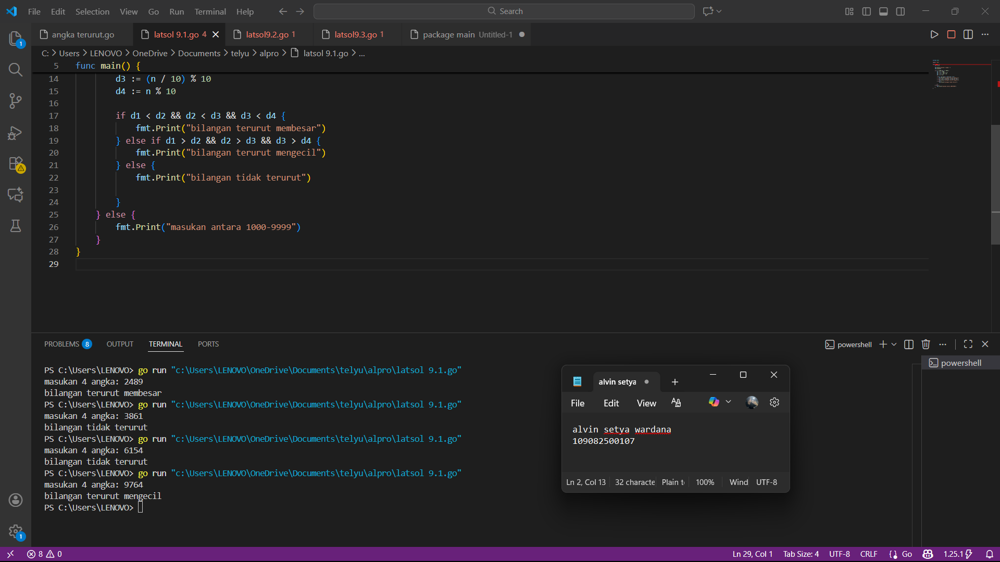 File Edit Selection View Go Run Terminal Help
Search
angka terurut.go
latsol 9.1.go 4
latsol9.2.go 1
latsol9.3.go 1
package main Untitled-1
C: > Users > LENOVO > OneDrive > Documents > telyu > alpro > latsol 9.1.go > ...
5 func main() {
14 d3 := (n / 10) % 10
15 d4 := n % 10
16
17 if d1 < d2 && d2 < d3 && d3 < d4 {
18 fmt.Print("bilangan terurut membesar")
19 } else if d1 > d2 && d2 > d3 && d3 > d4 {
20 fmt.Print("bilangan terurut mengecil")
21 } else {
22 fmt.Print("bilangan tidak terurut")
23
24 }
25 } else {
26 fmt.Print("masukan antara 1000-9999")
27 }
28 }
29
PROBLEMS 8 OUTPUT TERMINAL PORTS
powershell
powershell
PS C:\Users\LENOVO> go run "c:\Users\LENOVO\OneDrive\Documents\telyu\alpro\latsol 9.1.go"
masukan 4 angka: 2489
bilangan terurut membesar
PS C:\Users\LENOVO> go run "c:\Users\LENOVO\OneDrive\Documents\telyu\alpro\latsol 9.1.go"
masukan 4 angka: 3861
bilangan tidak terurut
PS C:\Users\LENOVO> go run "c:\Users\LENOVO\OneDrive\Documents\telyu\alpro\latsol 9.1.go"
masukan 4 angka: 6154
bilangan tidak terurut
PS C:\Users\LENOVO> go run "c:\Users\LENOVO\OneDrive\Documents\telyu\alpro\latsol 9.1.go"
masukan 4 angka: 9764
bilangan terurut mengecil
PS C:\Users\LENOVO>
alvin setya
File Edit View
alvin setya wardana
109082500107
Ln 2, Col 13 32 characte Plain t 100% Wind UTF-8
1
1
8 0
Ln 29, Col 1 Tab Size: 4 UTF-8 CRLF Go 1.25.1